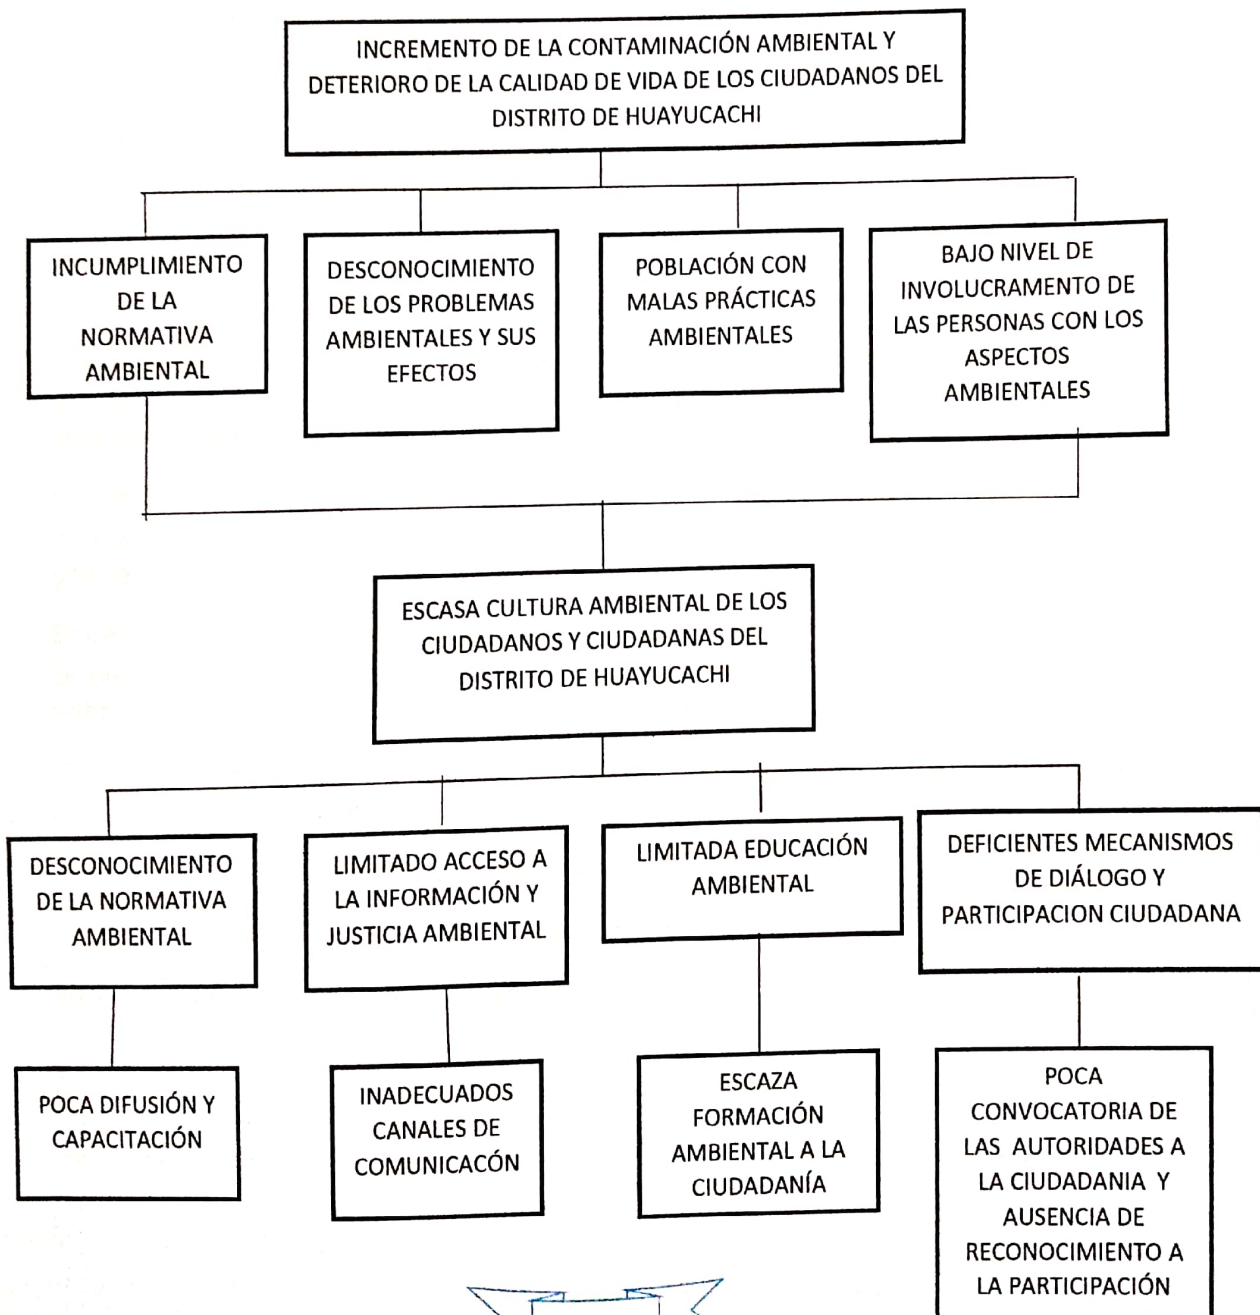 INCREMENTO DE LA CONTAMINACIÓN AMBIENTAL Y
DETERIORO DE LA CALIDAD DE VIDA DE LOS CIUDADANOS DEL
DISTRITO DE HUAYUCACHI
INCUMPLIMIENTO
DE LA
NORMATIVA
AMBIENTAL
DESCONOCIMIENTO
DE LOS PROBLEMAS
AMBIENTALES Y SUS
EFECTOS
POBLACIÓN CON
MALAS PRÁCTICAS
AMBIENTALES
BAJO NIVEL DE
INVOLUCRAMENTO DE
LAS PERSONAS CON LOS
ASPECTOS
AMBIENTALES
ESCASA CULTURA AMBIENTAL DE LOS
CIUDADANOS Y CIUDADANAS DEL
DISTRITO DE HUAYUCACHI
DESCONOCIMIENTO
DE LA NORMATIVA
AMBIENTAL
LIMITADO ACCESO A
LA INFORMACIÓN Y
JUSTICIA AMBIENTAL
LIMITADA EDUCACIÓN
AMBIENTAL
DEFICIENTES MECANISMOS
DE DIÁLOGO Y
PARTICIPACION CIUDADANA
POCA DIFUSIÓN Y
CAPACITACIÓN
INADECUADOS
CANALES DE
COMUNICACÓN
ESCAZA
FORMACIÓN
AMBIENTAL A LA
CIUDADANÍA
POCA
CONVOCATORIA DE
LAS AUTORIDADES A
LA CIUDADANIA Y
AUSENCIA DE
RECONOCIMIENTO A
LA PARTICIPACIÓN